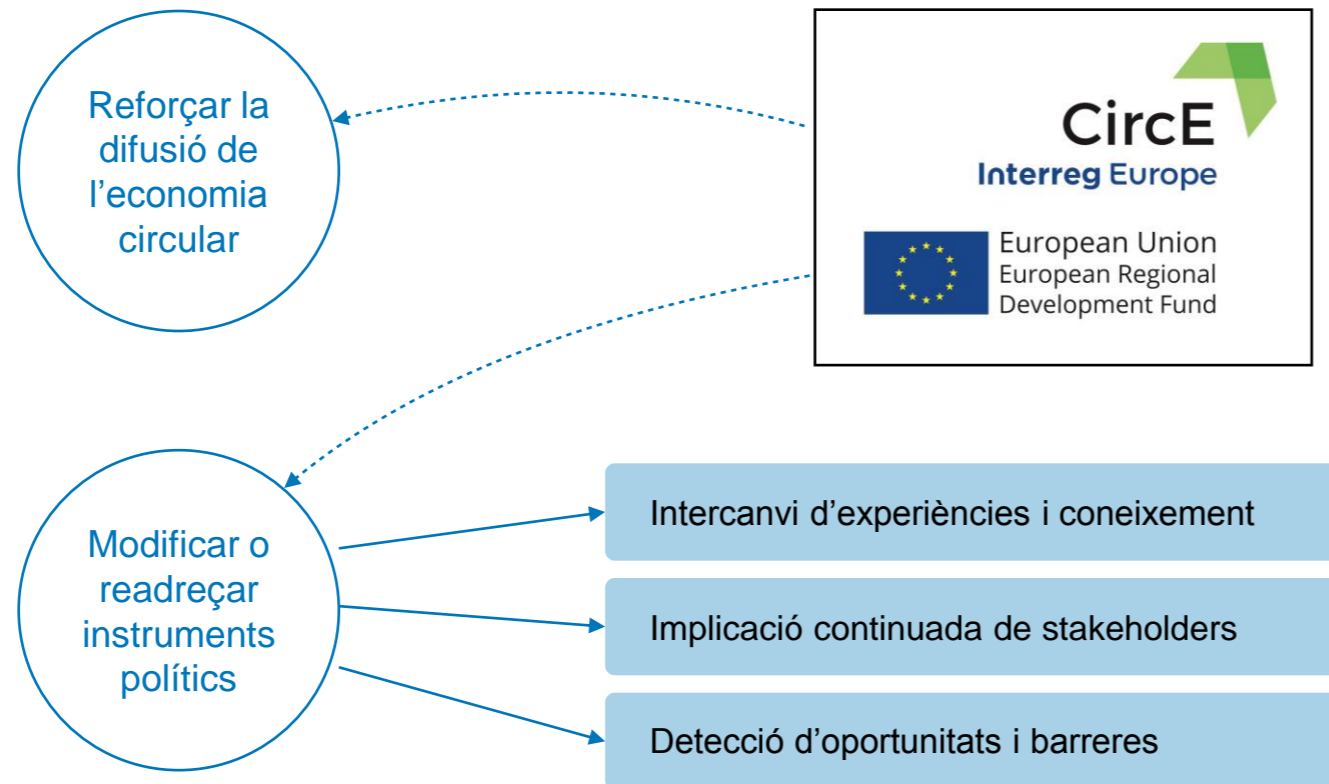 Reforçar la
difusió de
l’economia
circular
CircE
Interreg Europe
European Union
European Regional
Development Fund
Modificar o
readreçar
instruments
polítics
Intercanvi d’experiències i coneixement
Implicació continuada de stakeholders
Detecció d’oportunitats i barreres